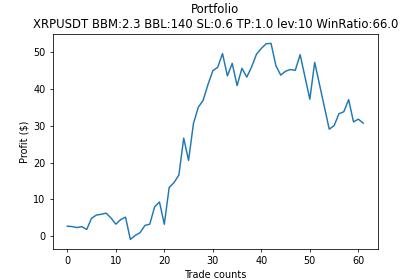 Portfolio
XRPUSDT BBM:2.3 BBL:140 SL:0.6 TP:1.0 lev:10 WinRatio:66.0
Profit ($)
50
40
30
20
10
0
0 10 20 30 40 50 60
Trade counts